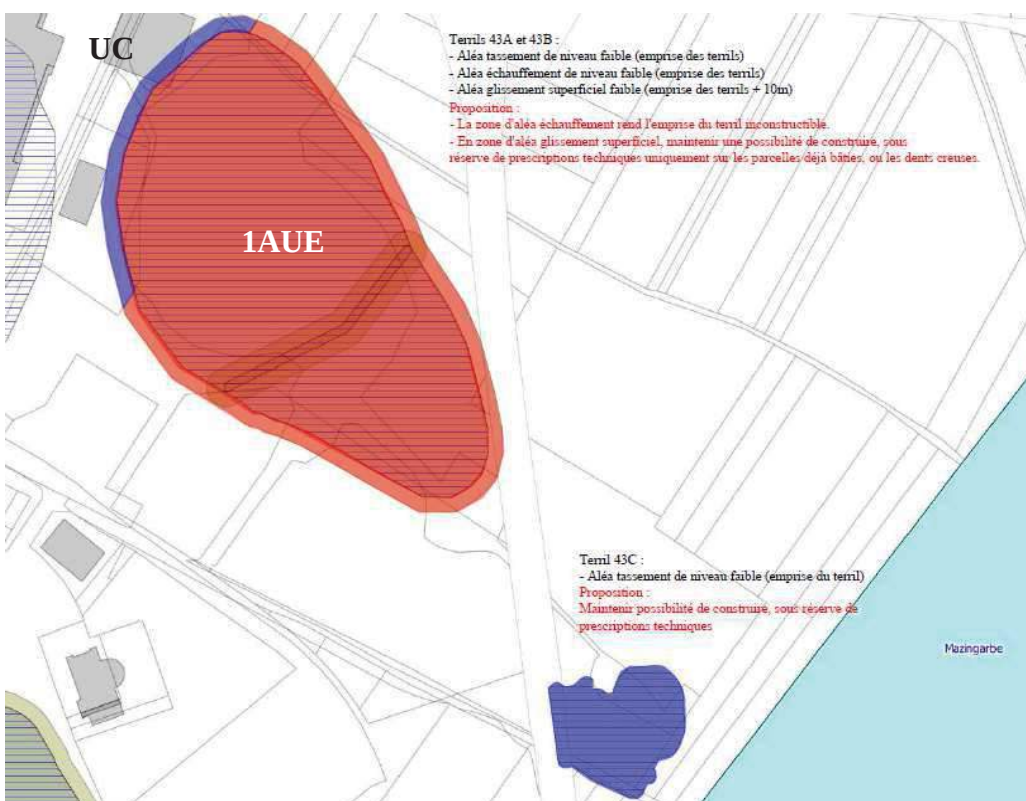 UC
Terrils 43A et 43B :
- Aléa tassement de niveau faible (emprise des terrils)
- Aléa échauffement de niveau faible (emprise des terrils)
- Aléa glissement superficiel faible (emprise des terrils + 10m)
Proposition :
- La zone d'aléa échauffement rend l'emprise du terril inconstructible.
- En zone d'aléa glissement superficiel, maintenir une possibilité de construire, sous
réserve de prescriptions techniques uniquement sur les parcelles déjà bâties, ou les dents creuses.
1AUE
Terril 43C :
- Aléa tassement de niveau faible (emprise du terril)
Proposition :
Maintenir possibilité de construire, sous réserve de
prescriptions techniques
Mazingarbe